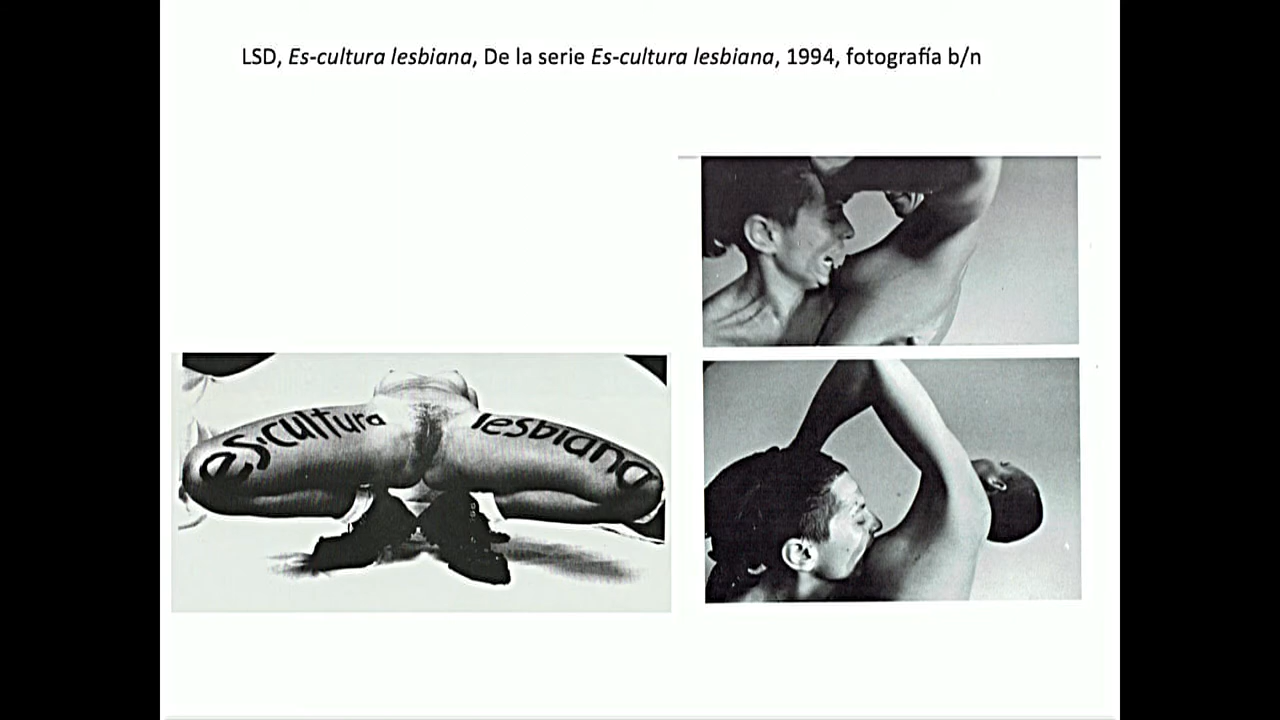 LSD, Es-cultura lesbiana, De la serie Es-cultura lesbiana, 1994, fotografía b/n
es-cultura lesbiana